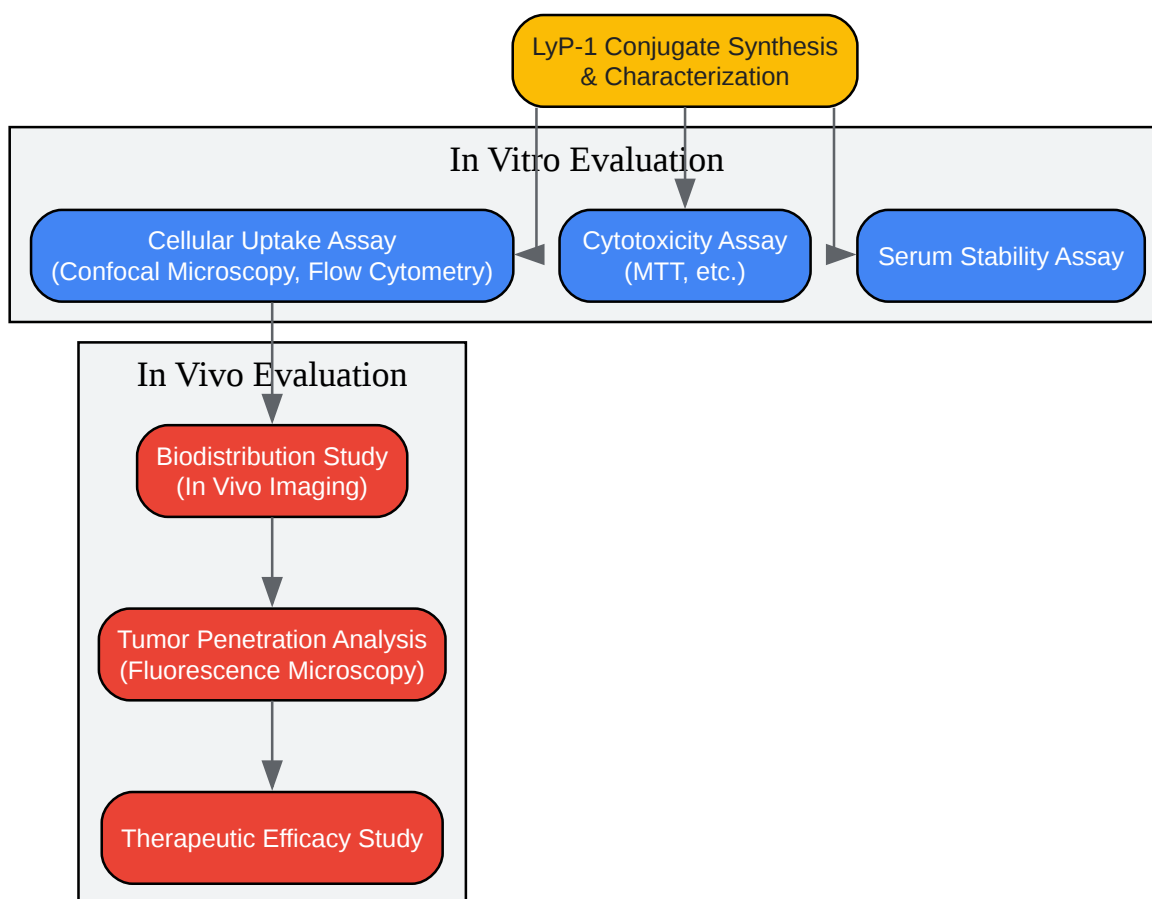 LyP-1 Conjugate Synthesis
& Characterization
In Vitro Evaluation
Cellular Uptake Assay
(Confocal Microscopy, Flow Cytometry)
Cytotoxicity Assay
(MTT, etc.)
Serum Stability Assay
In Vivo Evaluation
Biodistribution Study
(In Vivo Imaging)
Tumor Penetration Analysis
(Fluorescence Microscopy)
Therapeutic Efficacy Study